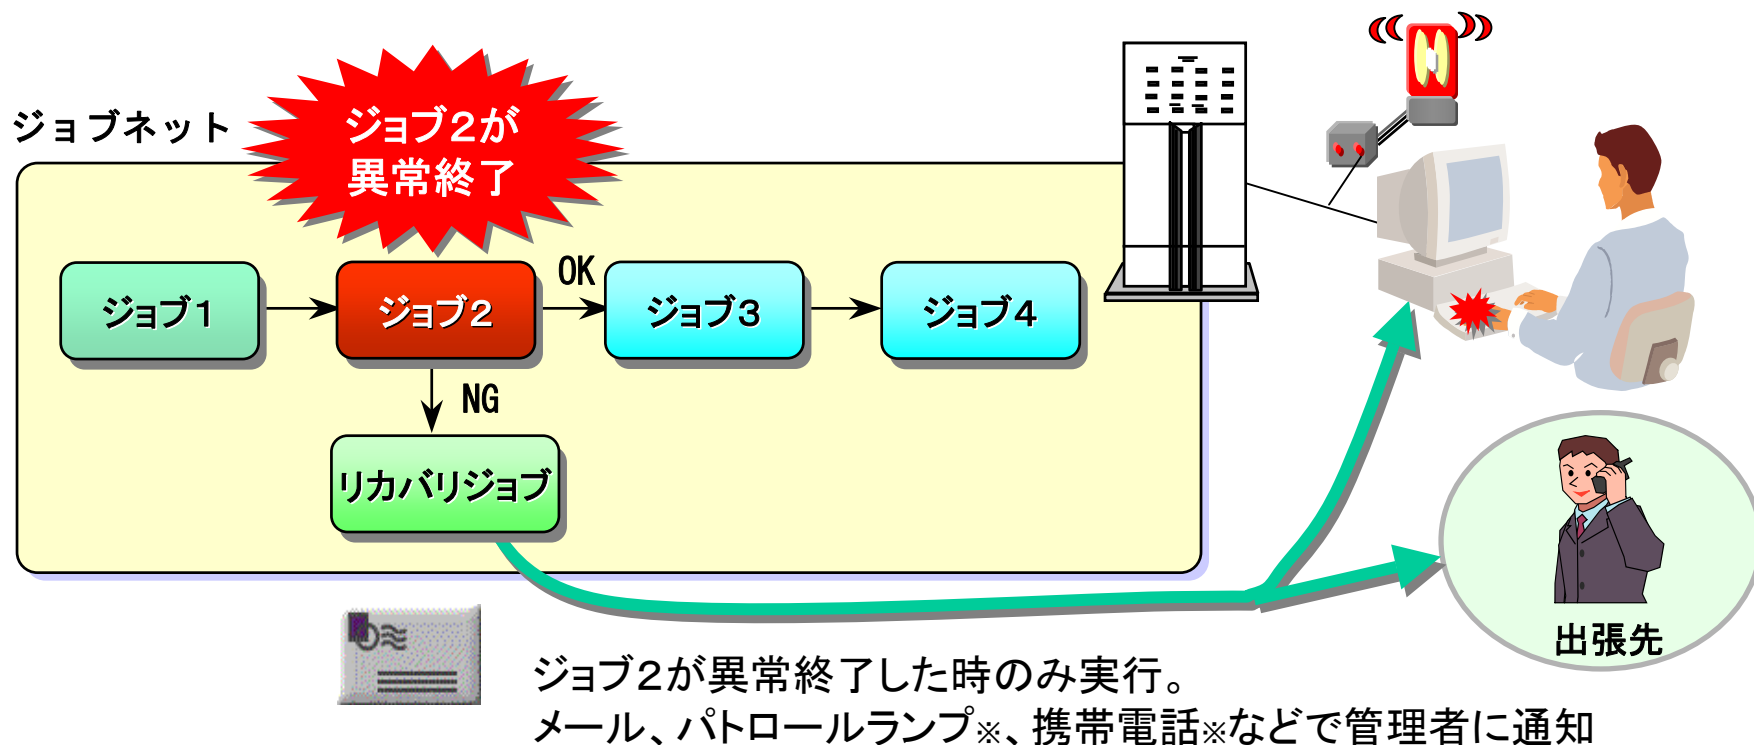 ジョブネット
ジョブ2が
異常終了
ジョブ1
ジョブ2
OK
ジョブ3
ジョブ4
NG
リカバリジョブ
出張先
ジョブ2が異常終了した時のみ実行。
メール、パトロールランプ※、携帯電話※などで管理者に通知